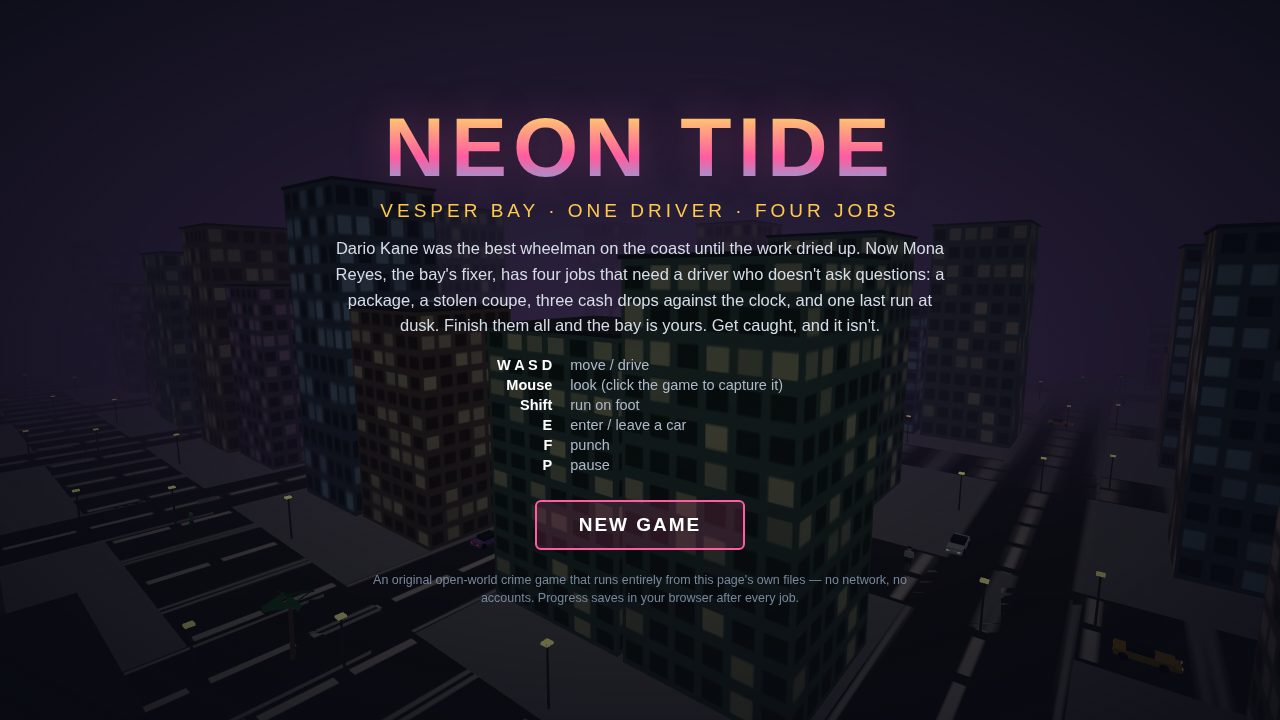 NEON TIDE
VESPER BAY · ONE DRIVER · FOUR JOBS
Dario Kane was the best wheelman on the coast until the work dried up. Now Mona
Reyes, the bay's fixer, has four jobs that need a driver who doesn't ask questions: a
package, a stolen coupe, three cash drops against the clock, and one last run at
dusk. Finish them all and the bay is yours. Get caught, and it isn't.
W A S D move / drive
Mouse look (click the game to capture it)
Shift run on foot
E enter / leave a car
F punch
P pause
NEW GAME
An original open-world crime game that runs entirely from this page's own files — no network, no
accounts. Progress saves in your browser after every job.